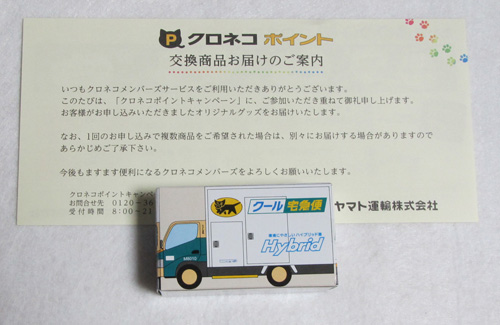 P クロネコ ポイント
交換商品お届けのご案内
いつもクロネコメンバーズサービスをご利用いただきありがとうございます。
このたびは、「クロネコポイントキャンペーン」に、ご参加いただき重ねて御礼申し上げます。
お客様がお申し込みいただきましたオリジナルグッズをお届けいたします。
なお、1回のお申し込みで複数商品をご希望された場合は、別々にお届けする場合がありますので
あらかじめご了承下さい。
今後もますます便利になるクロネコメンバーズをよろしくお願いいたします。
クロネコポイントキャンペ
お問合せ先 0120-36
受付時間 8:00~21
ヤマト運輸株式会社
クール宅急便
Hybrid